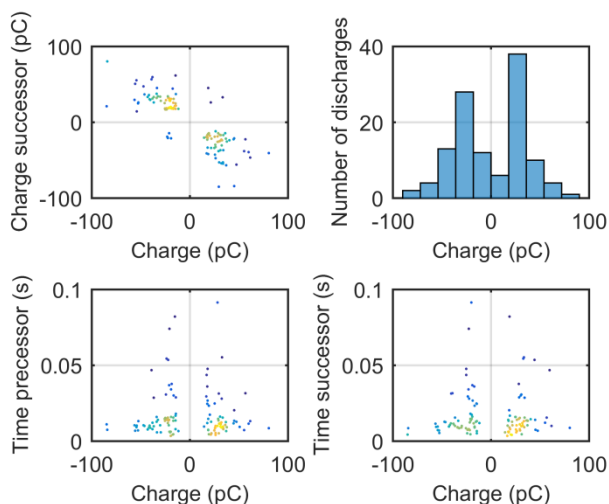 100
0
-100
Charge successor (pC)
-100 0 100
Charge (pC)
40
20
0
Number of discharges
-100 0 100
Charge (pC)
0.1
0.05
0
Time precessor (s)
-100 0 100
Charge (pC)
0.1
0.05
0
Time successor (s)
-100 0 100
Charge (pC)